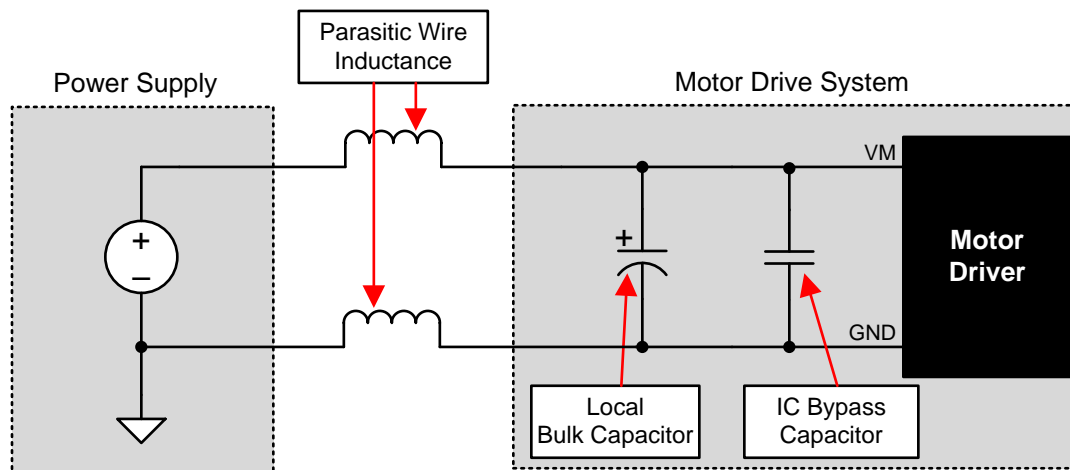 Parasitic Wire
Inductance
Power Supply
Motor Drive System
VM
+
–
+
Motor
Driver
GND
Local
Bulk Capacitor
IC Bypass
Capacitor